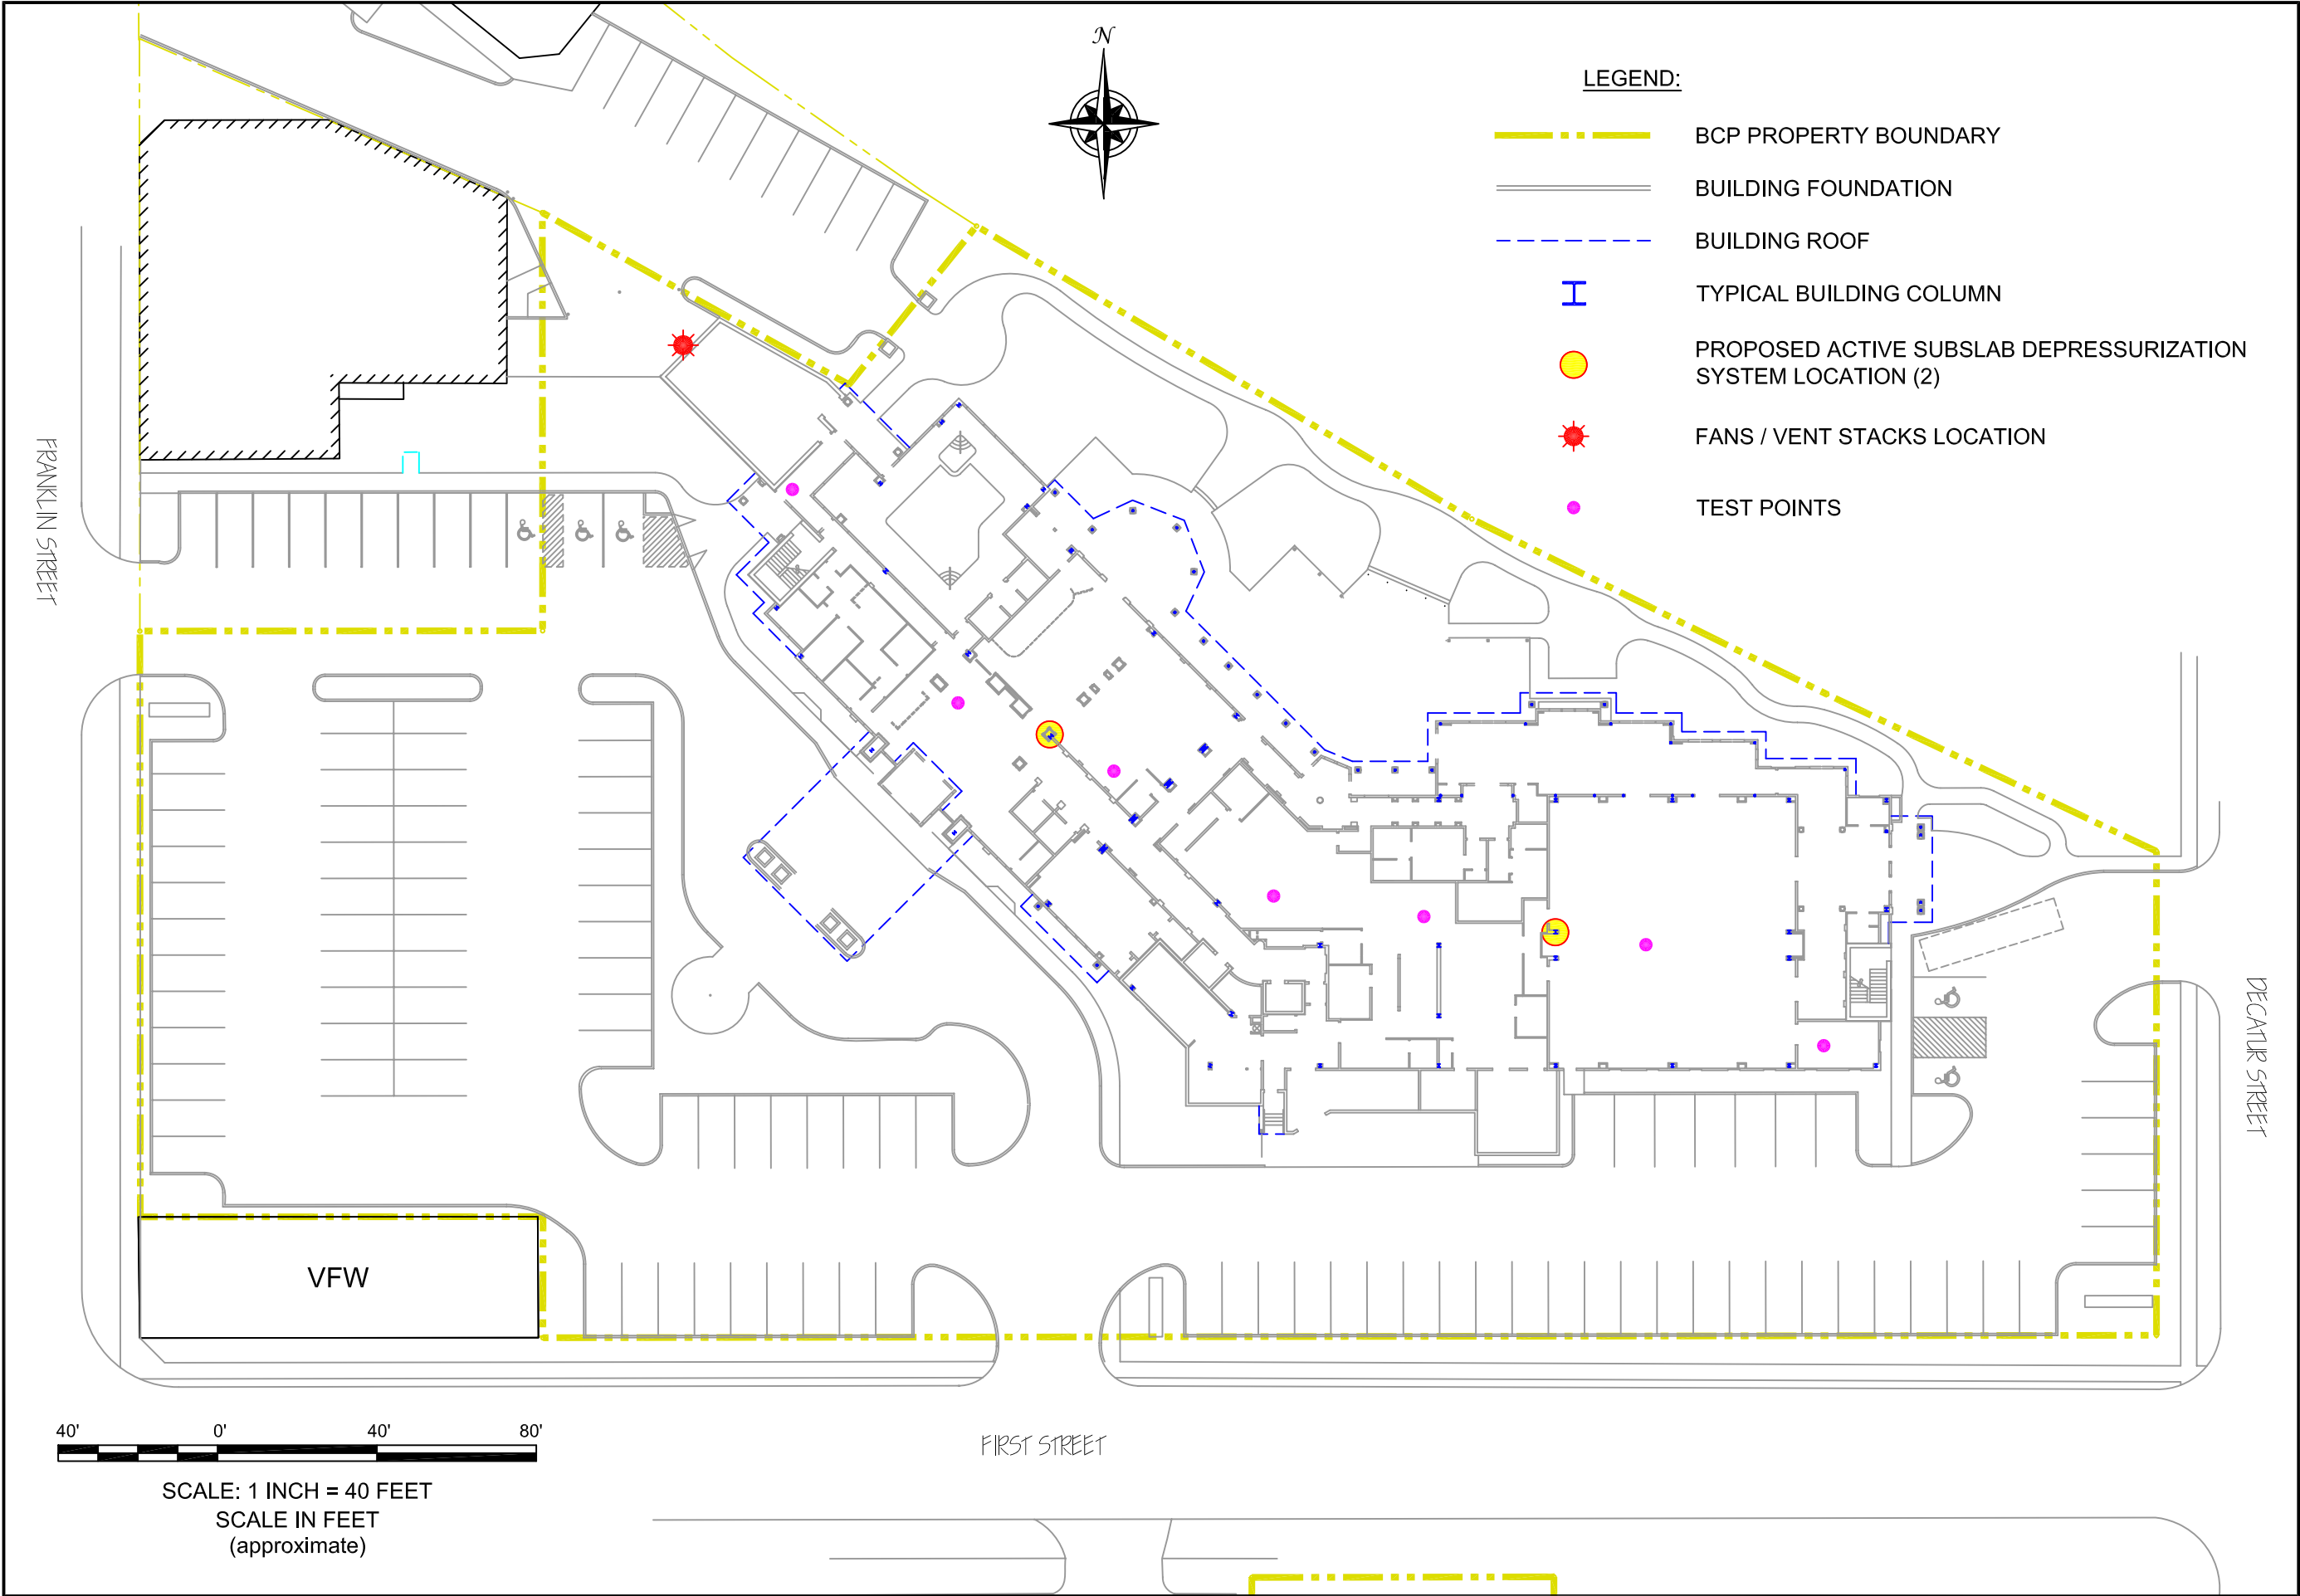 N
LEGEND:
BCP PROPERTY BOUNDARY
BUILDING FOUNDATION
BUILDING ROOF
TYPICAL BUILDING COLUMN
PROPOSED ACTIVE SUBSLAB DEPRESSURIZATION
SYSTEM LOCATION (2)
FANS / VENT STACKS LOCATION
TEST POINTS
FRANKLIN STREET
DECATUR STREET
VFW
FIRST STREET
40' 0' 40' 80'
SCALE: 1 INCH = 40 FEET
SCALE IN FEET
(approximate)